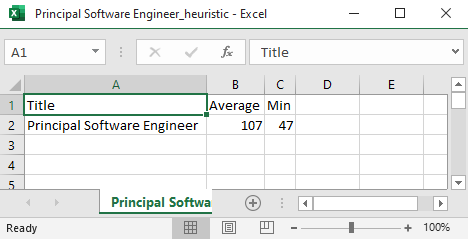 Principal Software Engineer_heuristic - Excel
A1
fx
Title
A B C D E
1 Title Average Min
2 Principal Software Engineer 107 47
3
4
5
Principal Softwa
Ready
100%